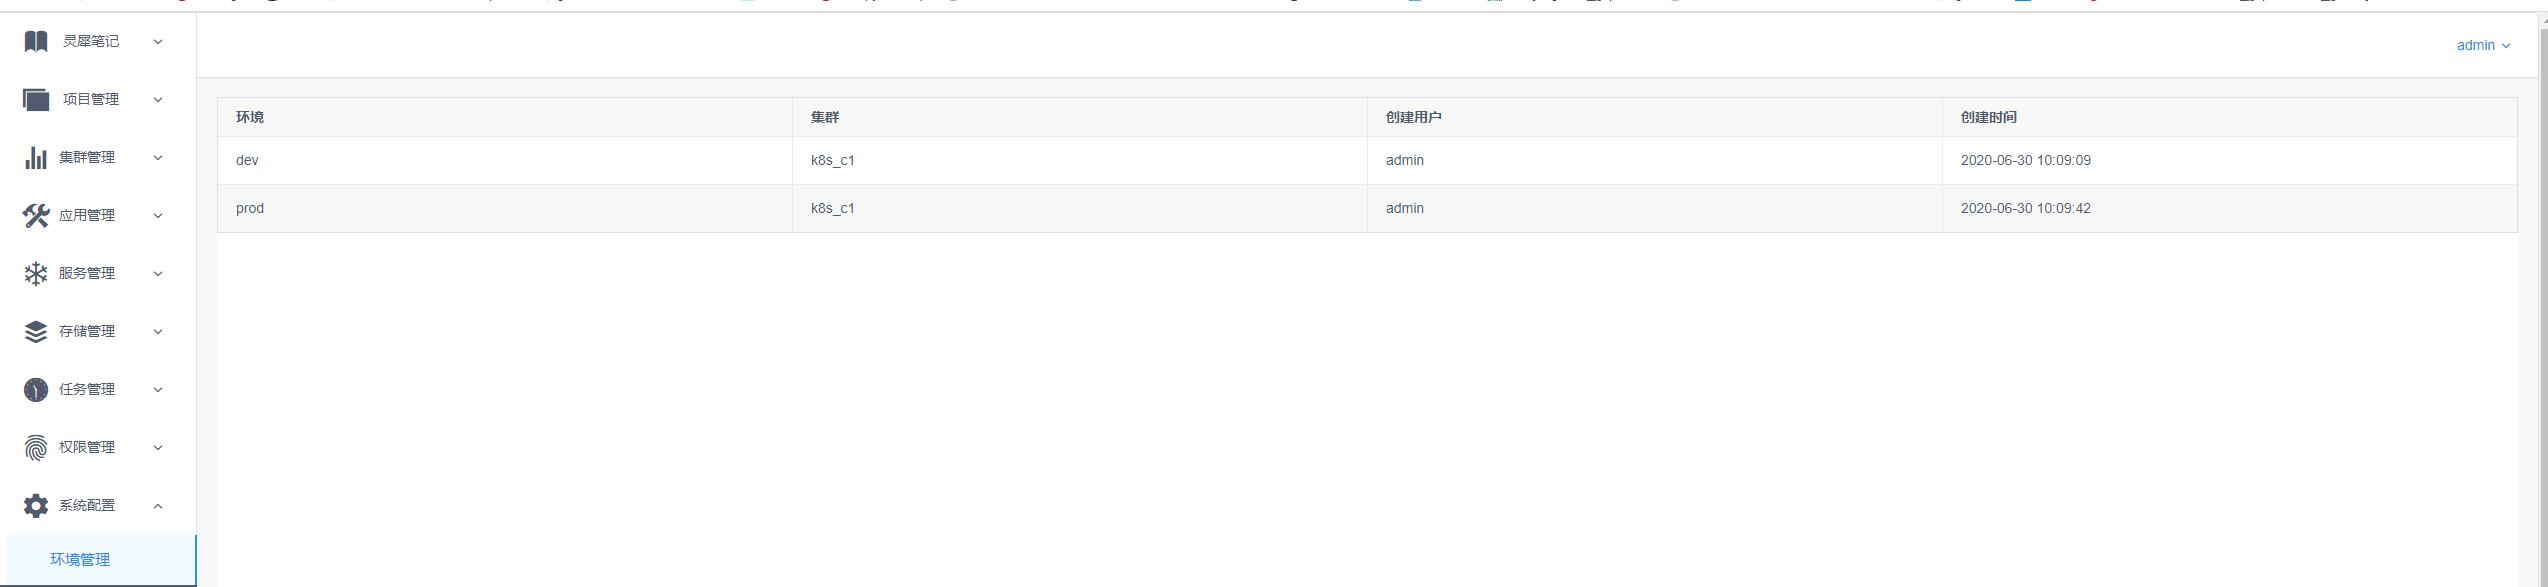 灵犀笔记
项目管理
集群管理
应用管理
服务管理
存储管理
任务管理
权限管理
系统配置
环境管理
admin
环境 集群 创建用户 创建时间
dev k8s_c1 admin 2020-06-30 10:09:09
prod k8s_c1 admin 2020-06-30 10:09:42